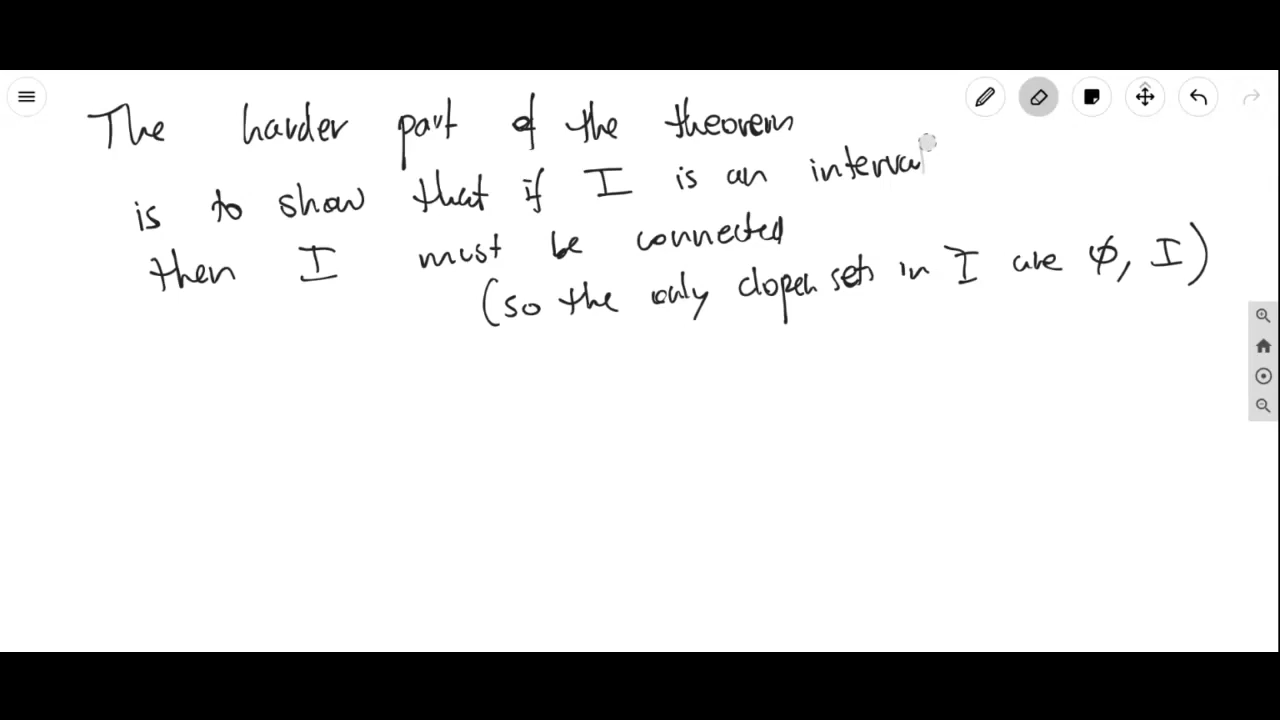 The harder part of the theorem
is to show that if I is an interval
then I must be connected
(so the only clopen sets in I are ϕ, I)